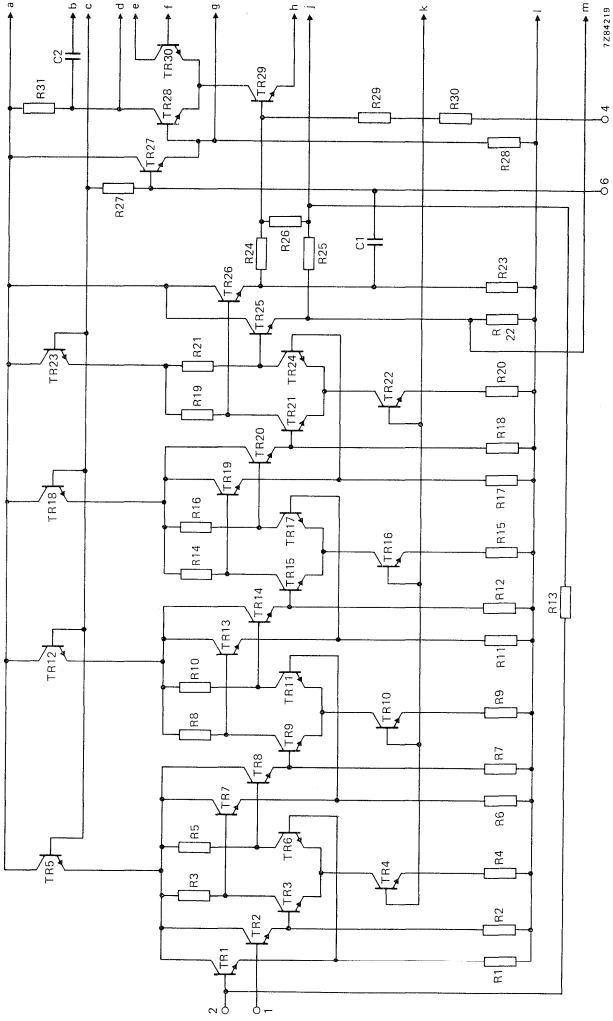 a
b
c
d
e
f
g
h
j
k
l
m
R31
C2
TR28
TR30
TR27
TR29
R27
R29
R30
R28
4
6
R24
R26
R25
C1
TR26
TR25
R23
R
22
TR23
R21
R19
TR24
TR21
TR22
R20
TR18
TR20
TR19
R18
R17
R16
R14
TR17
TR15
TR16
R15
TR12
TR14
TR13
R12
R11
R13
R10
R8
TR11
TR9
TR10
R9
TR5
TR8
TR7
R7
R6
R5
R3
TR6
TR3
TR4
R4
TR2
TR1
R2
R1
2
1
7Z84219